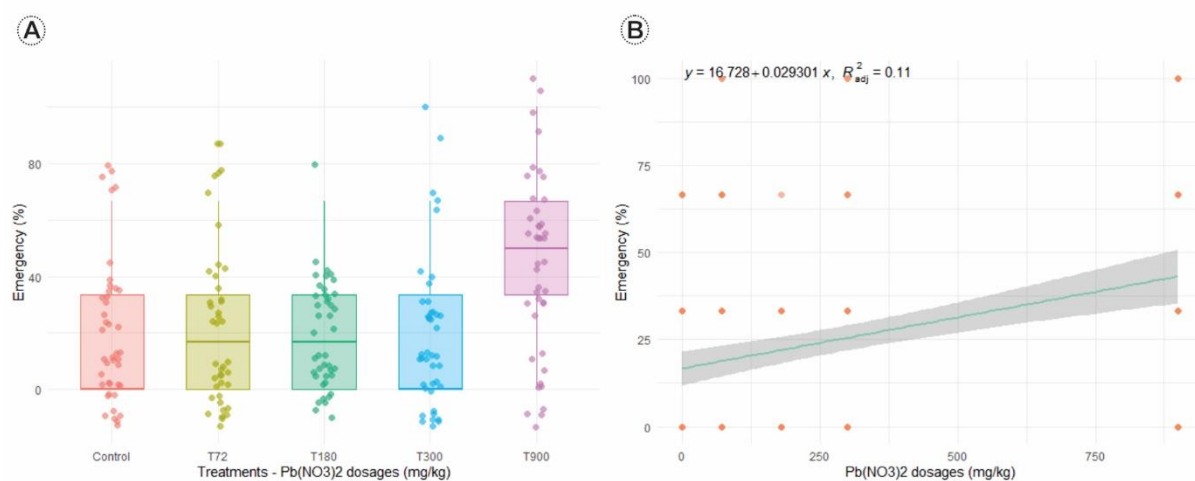 A
Emergency (%)
80
40
0
Control
T72
T180
T300
T900
Treatments - Pb(NO3)2 dosages (mg/kg)
B
y = 16.728 + 0.029301 x, R²adj = 0.11
Emergency (%)
100
75
50
25
0
0
250
500
750
Pb(NO3)2 dosages (mg/kg)